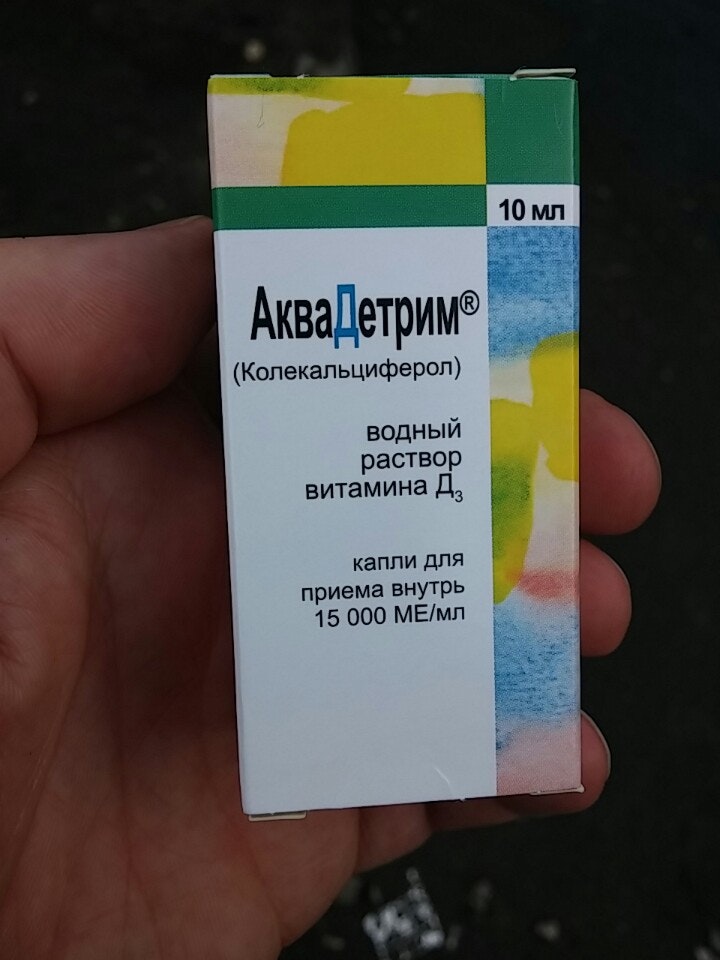 10 мл
АкваДетрим®
(Колекальциферол)
водный
раствор
витамина Д₃
капли для
приема внутрь
15 000 МЕ/мл